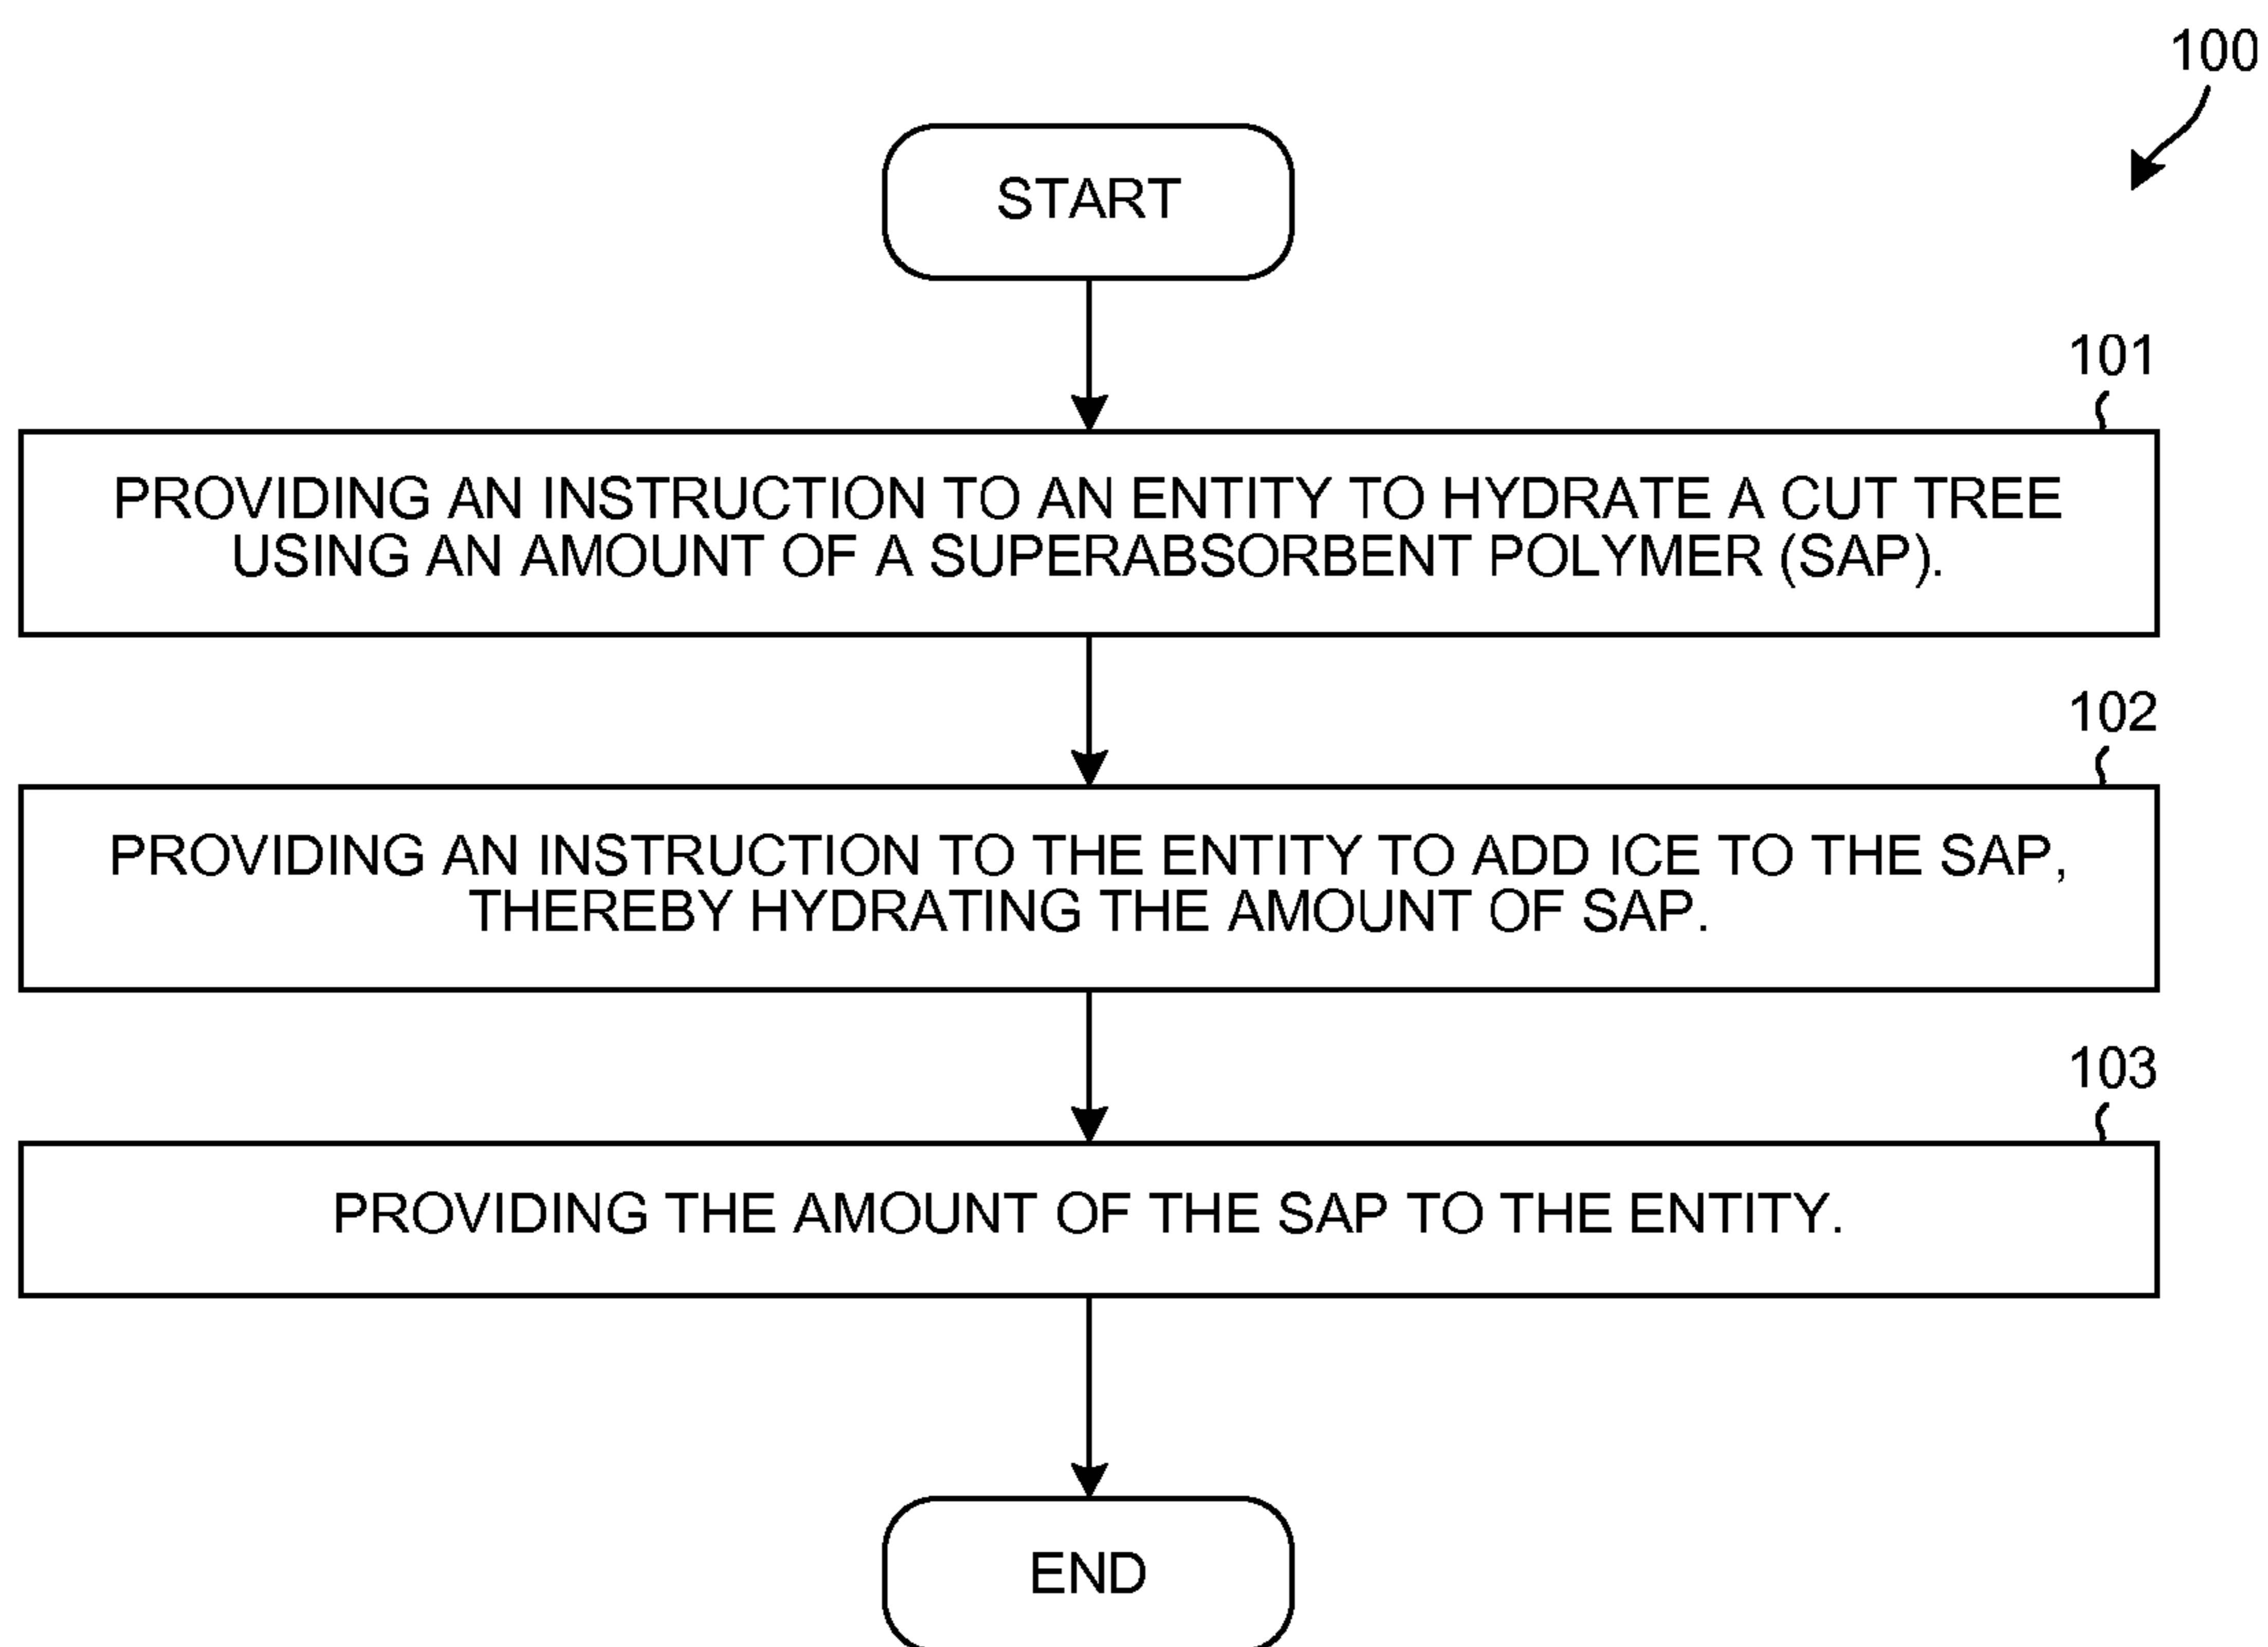 100
START
101
PROVIDING AN INSTRUCTION TO AN ENTITY TO HYDRATE A CUT TREE
USING AN AMOUNT OF A SUPERABSORBENT POLYMER (SAP).
102
PROVIDING AN INSTRUCTION TO THE ENTITY TO ADD ICE TO THE SAP,
THEREBY HYDRATING THE AMOUNT OF SAP.
103
PROVIDING THE AMOUNT OF THE SAP TO THE ENTITY.
END